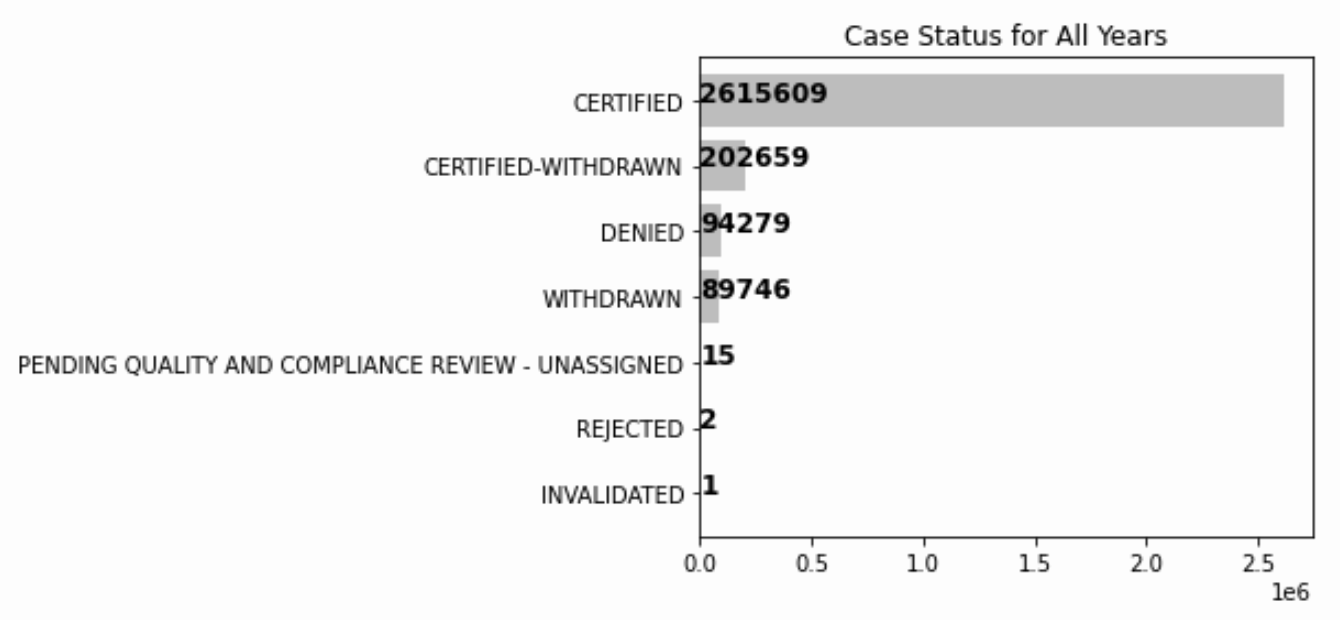 Case Status for All Years
CERTIFIED 2615609
CERTIFIED-WITHDRAWN 202659
DENIED 94279
WITHDRAWN 89746
PENDING QUALITY AND COMPLIANCE REVIEW - UNASSIGNED 15
REJECTED 2
INVALIDATED 1
0.0 0.5 1.0 1.5 2.0 2.5
1e6